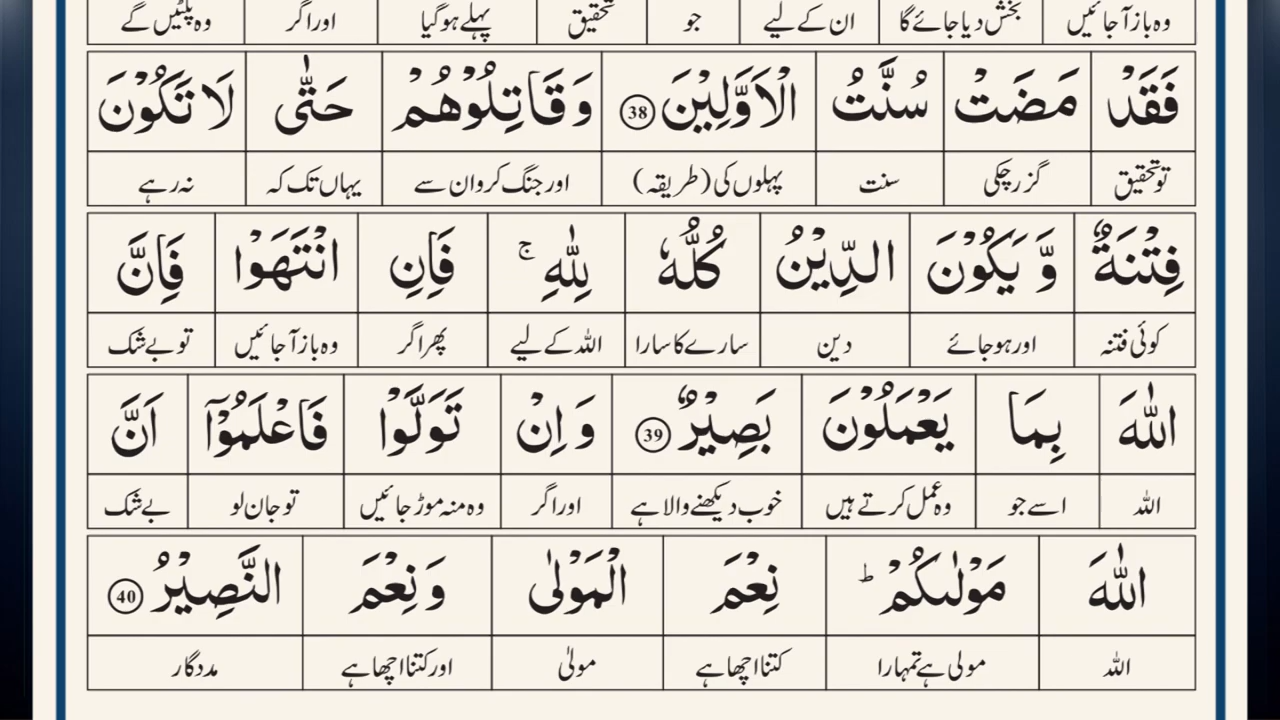 وہ باز آ جائیں بخش دیا جائے گا ان کے لیے جو تحقیق پہلے ہو گیا اور اگر وہ پلٹیں گے
فَقَدْ مَضَتْ سُنَّتُ الْاَوَّلِيْنَ 38 وَقَاتِلُوْهُمْ حَتّٰى لَا تَكُوْنَ
تو تحقیق گزر چکی سنت پہلوں کی (طریقہ) اور جنگ کرو ان سے یہاں تک کہ نہ رہے
فِتْنَةٌ وَّ يَكُوْنَ الدِّيْنُ كُلُّهٗ لِلّٰهِ ۚ فَاِنِ انْتَهَوْا فَاِنَّ
کوئی فتنہ اور ہو جائے دین سارے کا سارا اللہ کے لیے پھر اگر وہ باز آ جائیں تو بے شک
اللّٰهَ بِمَا يَعْمَلُوْنَ بَصِيْرٌ 39 وَ اِنْ تَوَلَّوْا فَاعْلَمُوْۤا اَنَّ
اللہ اسے جو وہ عمل کرتے ہیں خوب دیکھنے والا ہے اور اگر وہ منہ موڑ جائیں تو جان لو بے شک
اللّٰهَ مَوْلٰىكُمْ ؕ نِعْمَ الْمَوْلٰى وَ نِعْمَ النَّصِيْرُ 40
اللہ مولی ہے تمہارا کتنا اچھا ہے مولیٰ اور کتنا اچھا ہے مددگار